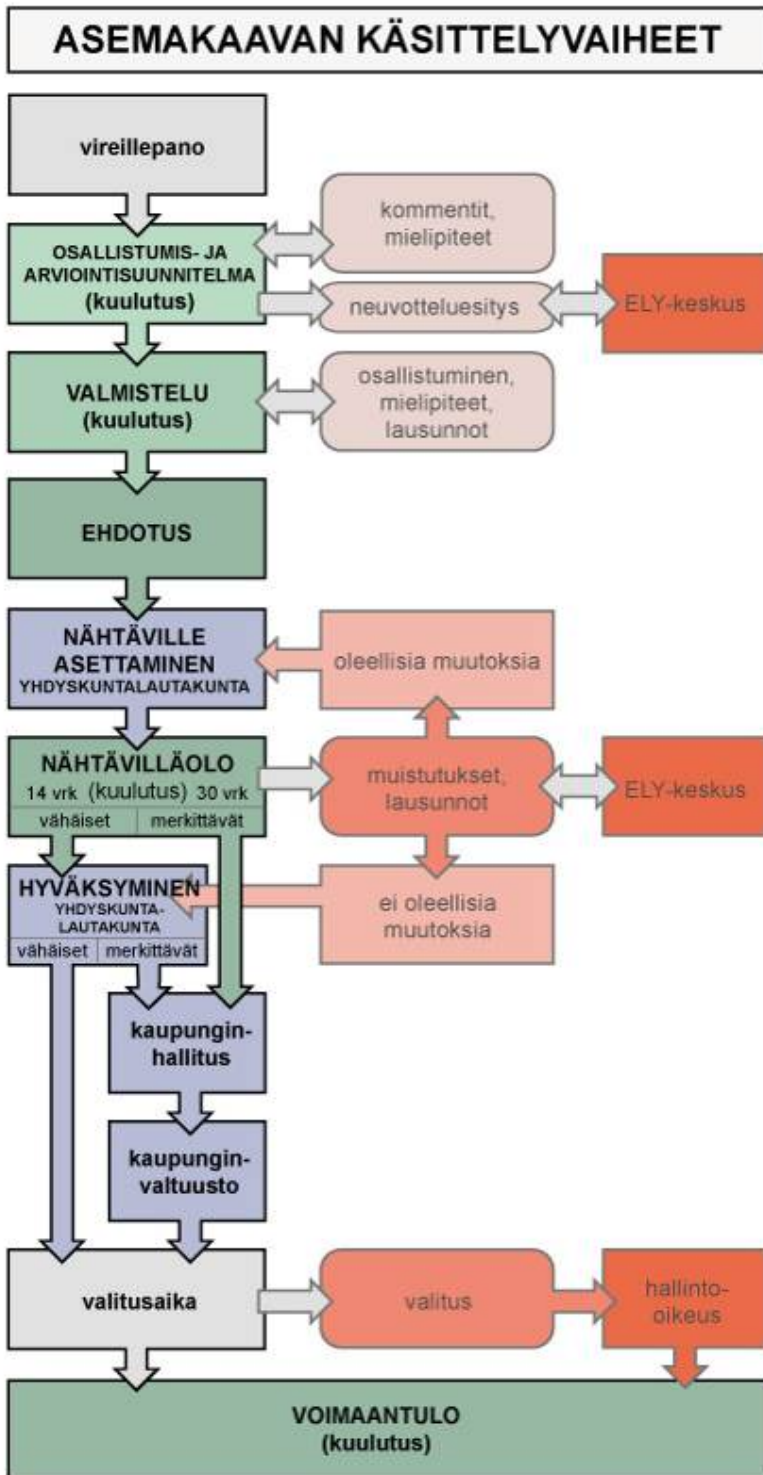 ASEMAKAAVAN KÄSITTELYVAIHEET
vireillepano
kommentit,
mielipiteet
OSALLISTUMIS- JA
ARVIOINTISUUNNITELMA
(kuulutus)
neuvotteluesitys
ELY-keskus
VALMISTELU
(kuulutus)
osallistuminen,
mielipiteet,
lausunnot
EHDOTUS
NÄHTÄVILLE
ASETTAMINEN
YHDYSKUNTALAUTAKUNTA
oleellisia muutoksia
NÄHTÄVILLÄOLO
14 vrk (kuulutus) 30 vrk
vähäiset merkittävät
muistutukset,
lausunnot
ELY-keskus
HYVÄKSYMINEN
YHDYSKUNTA-
LAUTAKUNTA
vähäiset merkittävät
ei oleellisia
muutoksia
kaupungin-
hallitus
kaupungin-
valtuusto
valitusaika
valitus
hallinto-
oikeus
VOIMAANTULO
(kuulutus)